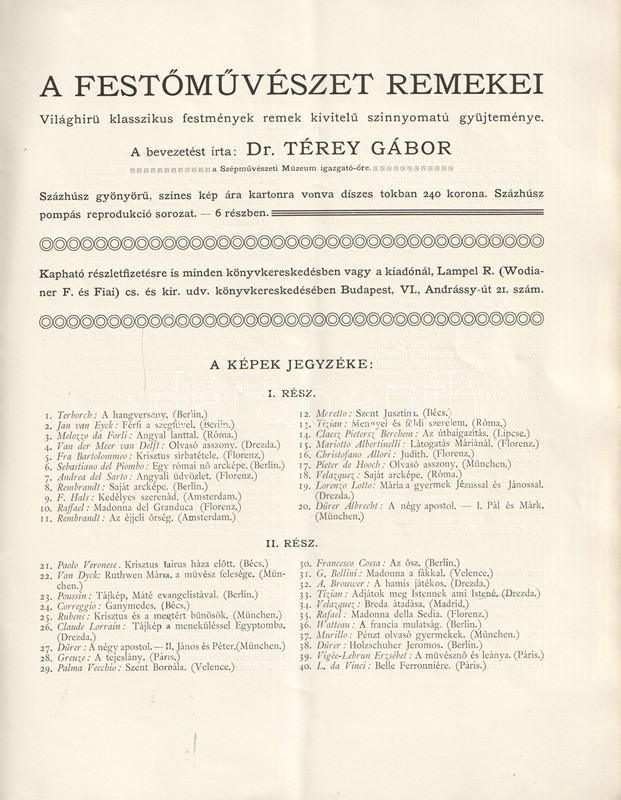 A FESTŐMŰVÉSZET REMEKEI
Világhirü klasszikus festmények remek kivitelű szinnyomatú gyüjteménye.
A bevezetést irta: Dr. TÉREY GÁBOR
a Szépművészeti Múzeum igazgató-őre.
Százhúsz gyönyörű, szines kép ára kartonra vonva díszes tokban 240 korona. Százhúsz
pompás reprodukció sorozat. — 6 részben.
Kapható részletfizetésre is minden könyvkereskedésben vagy a kiadónál, Lampel R. (Wodia-
ner F. és Fiai) cs. és kir. udv. könyvkereskedésében Budapest, VI., Andrássy-út 21. szám.
A KÉPEK JEGYZÉKE:
I. RÉSZ.
1. Terborch: A hangverseny. (Berlin.)
2. Jan van Eyck: Férfi a szegfűvel. (Berlin.)
3. Melozzo da Forli: Angyal lanttal. (Róma.)
4. Van der Meer van Delft: Olvasó asszony. (Drezda.)
5. Fra Bartolommeo: Krisztus sirbatétele. (Florenz.)
6. Sebastiano del Piombo: Egy római nő arcképe. (Berlin.)
7. Andrea del Sarto: Angyali üdvözlet. (Florenz.)
8. Rembrandt: Saját arcképe. (Berlin.)
9. F. Hals: Kedélyes szerenád. (Amsterdam.)
10. Raffael: Madonna del Granduca (Florenz.)
11. Rembrandt: Az éjjeli őrség. (Amsterdam.)
12. Moretto: Szent Jusztina. (Bécs.)
13. Tizian: Mennyei és földi szerelem. (Róma.)
14. Claesz Pietersz Berchem: Az útbaigazitás. (Lipcse.)
15. Mariotto Albertinelli: Látogatás Máriánál. (Florenz.)
16. Christofano Allori: Judith. (Florenz.)
17. Pieter de Hooch: Olvasó asszony. (München.)
18. Velazquez: Saját arcképe. (Róma.)
19. Lorenzo Lotto: Mária a gyermek Jézussal és Jánossal.
(Drezda.)
20. Dürer Albrecht: A négy apostol. — I. Pál és Márk.
(München.)
II. RÉSZ.
21. Paolo Veronese. Krisztus Iairus háza előtt. (Bécs.)
22. Van Dyck: Ruthwen Mária, a művész felesége. (Mün-
chen.)
23. Poussin: Tájkép, Máté evangelistával. (Berlin.)
24. Correggio: Ganymedes. (Bécs.)
25. Rubens: Krisztus és a megtért bűnösök. (München.)
26. Claude Lorrain: Tájkép a meneküléssel Egyptomba.
(Drezda.)
27. Dürer: A négy apostol. — II. János és Péter. (München.)
28. Greuze: A tejeslány. (Páris.)
29. Palma Vecchio: Szent Borbála. (Velence.)
30. Francesco Cossa: Az ősz. (Berlin.)
31. G. Bellini: Madonna a fákkal. (Velence.)
32. A. Brouwer: A hamis játékos. (Drezda.)
33. Tizian: Adjátok meg Istennek ami Istené. (Drezda.)
34. Velazquez: Breda átadása. (Madrid.)
35. Rafael: Madonna della Sedia. (Florenz.)
36. Watteau: A francia mulatság. (Berlin.)
37. Murillo: Pénzt olvasó gyermekek. (München.)
38. Dürer: Holzschuher Jeromos. (Berlin.)
39. Vigée-Lebrun Erzsébet: A művésznő és leánya. (Páris.)
40. L. da Vinci: Belle Ferronniére. (Páris.)